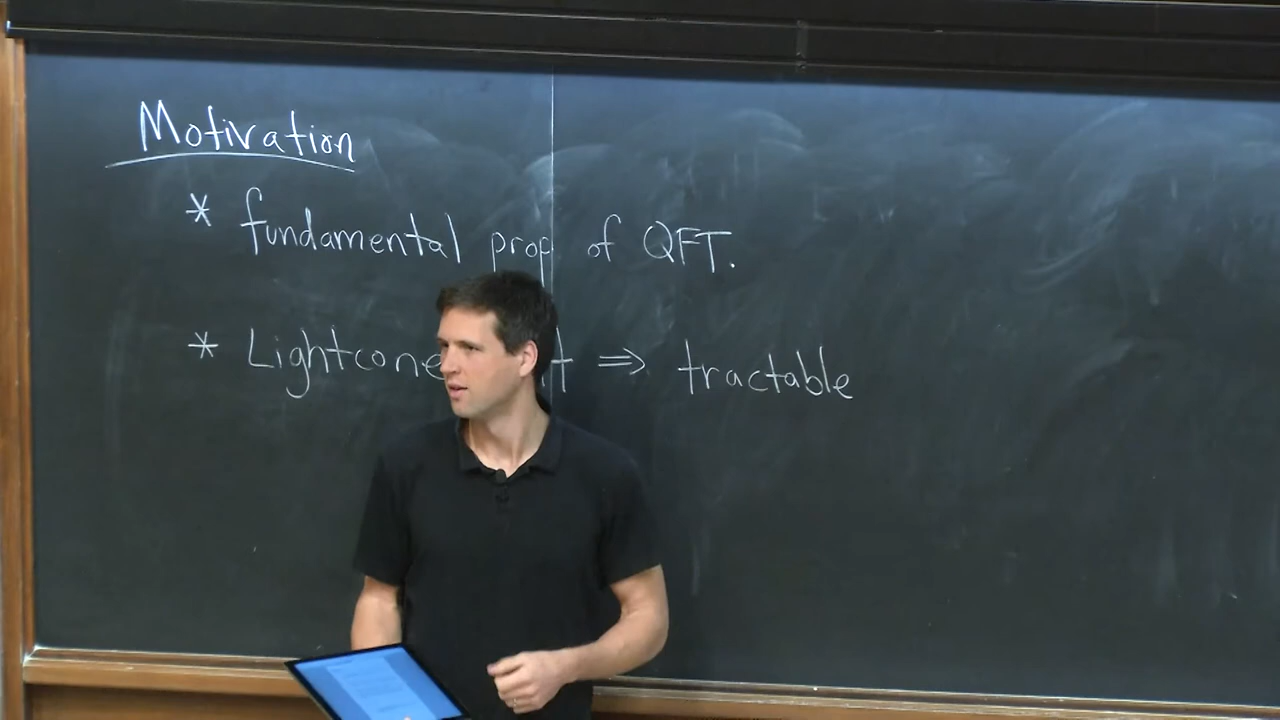 Motivation
* fundamental prop of QFT.
* Lightcone ⇒ tractable